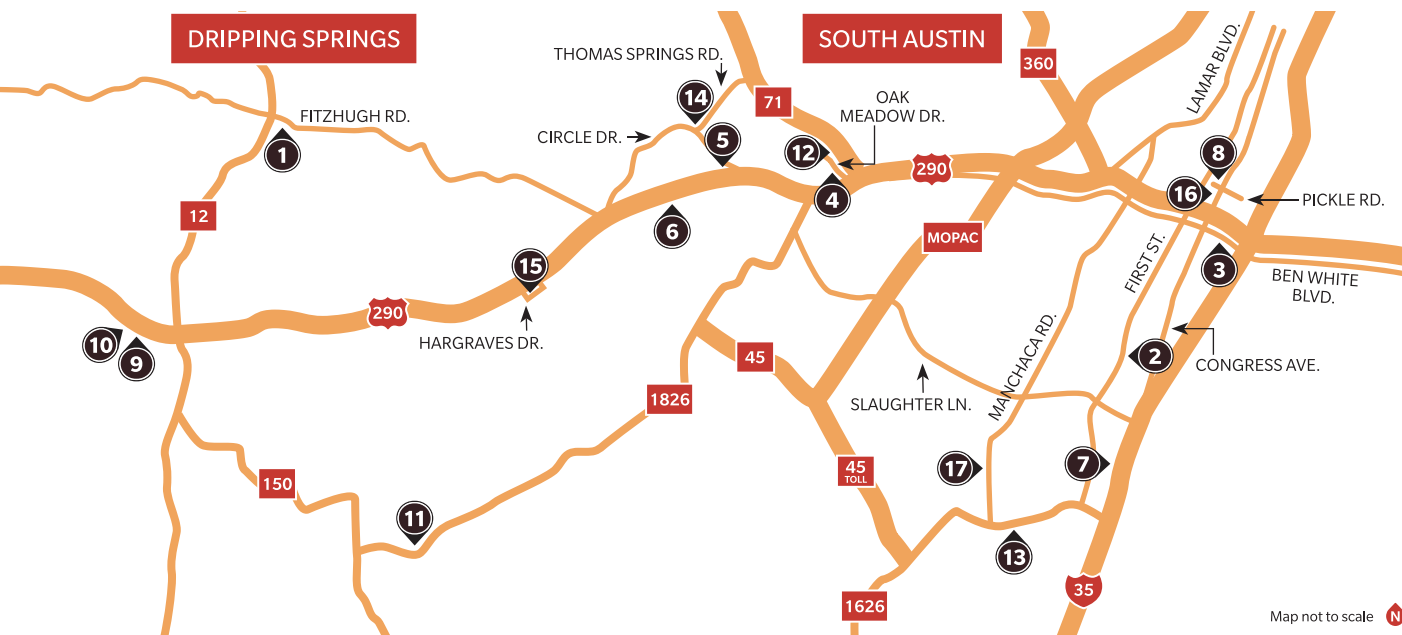 DRIPPING SPRINGS
SOUTH AUSTIN
THOMAS SPRINGS RD.
360
LAMAR BLVD.
14
71
OAK
MEADOW DR.
FITZHUGH RD.
CIRCLE DR.
5
12
8
1
290
4
16
PICKLE RD.
12
6
MOPAC
FIRST ST.
15
3
BEN WHITE
BLVD.
290
HARGRAVES DR.
10
9
45
2
CONGRESS AVE.
1826
SLAUGHTER LN.
MANCHACA RD.
150
45
TOLL
17
7
11
13
35
1626
Map not to scale
N